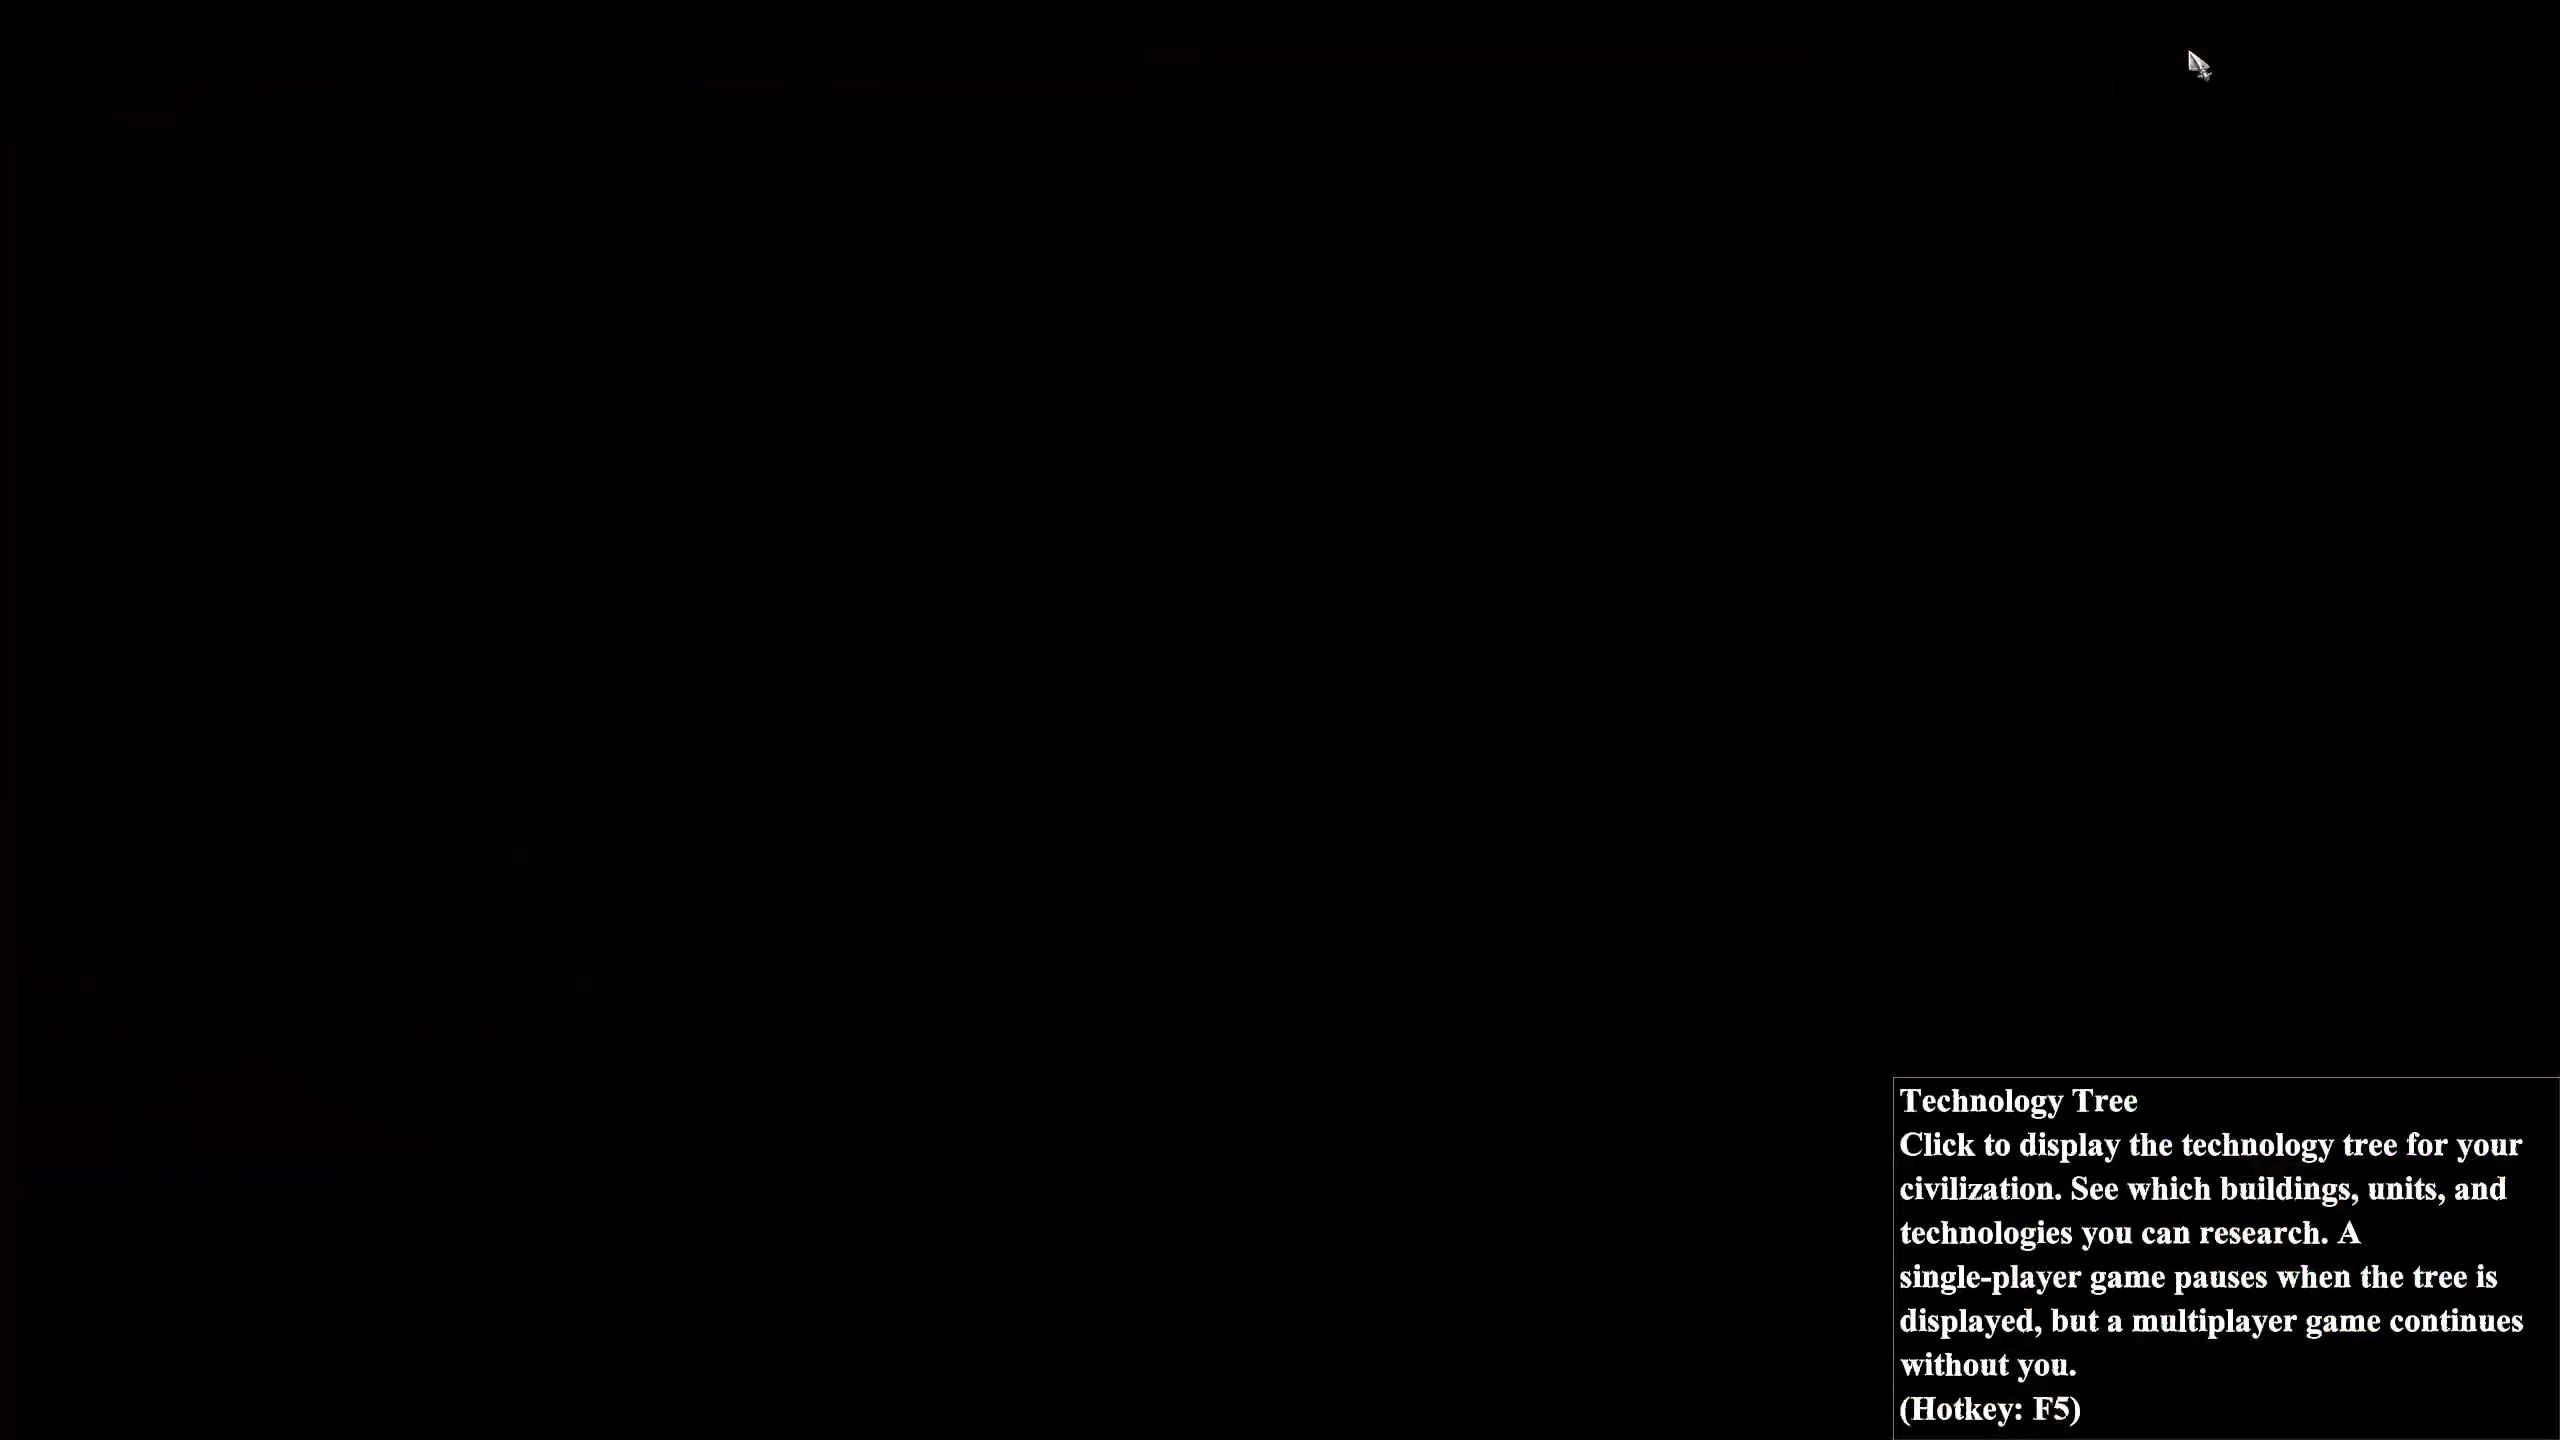 Technology Tree
Click to display the technology tree for your
civilization. See which buildings, units, and
technologies you can research. A
single-player game pauses when the tree is
displayed, but a multiplayer game continues
without you.
(Hotkey: F5)